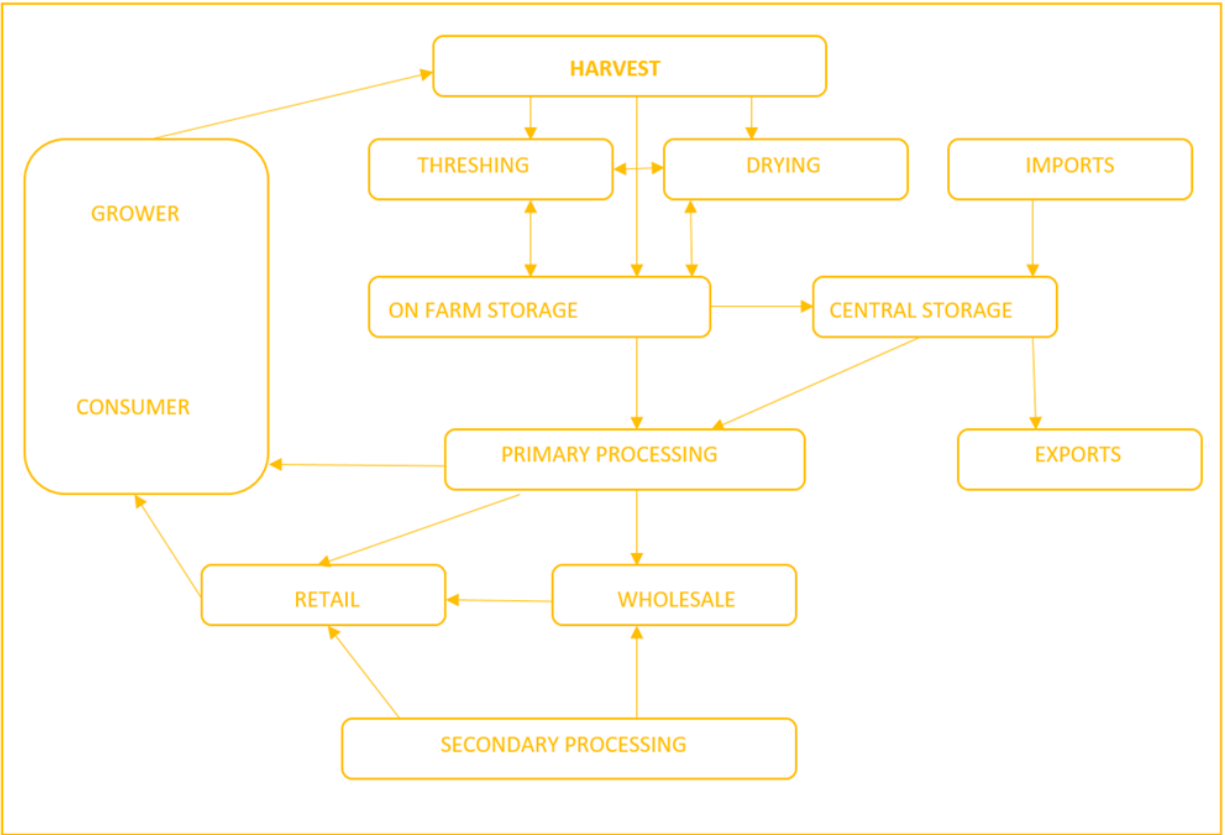 HARVEST
THRESHING
DRYING
IMPORTS
GROWER
ON FARM STORAGE
CENTRAL STORAGE
CONSUMER
PRIMARY PROCESSING
EXPORTS
RETAIL
WHOLESALE
SECONDARY PROCESSING